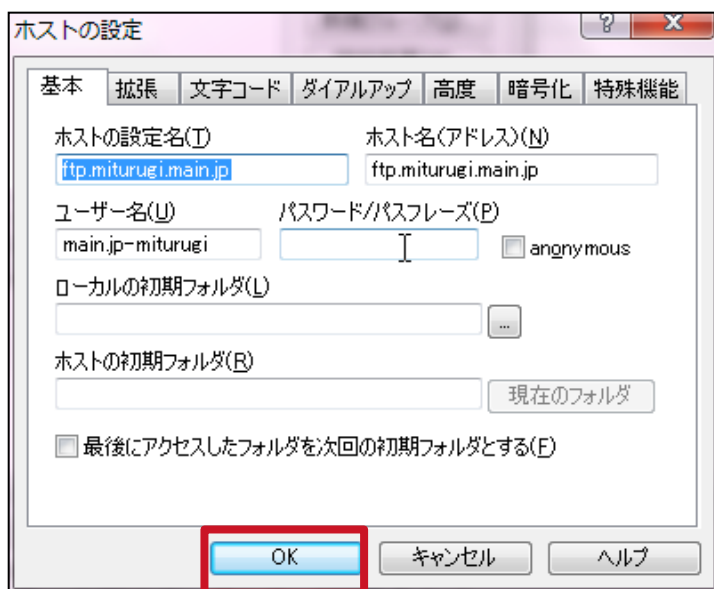 ホストの設定
基本 拡張 文字コード ダイアルアップ 高度 暗号化 特殊機能
ホストの設定名(T) ホスト名(アドレス)(N)
ftp.miturugi.main.jp ftp.miturugi.main.jp
ユーザー名(U) パスワード/パスフレーズ(P)
main.jp-miturugi anonymous
ローカルの初期フォルダ(L)
...
ホストの初期フォルダ(R)
現在のフォルダ
最後にアクセスしたフォルダを次回の初期フォルダとする(F)
OK キャンセル ヘルプ